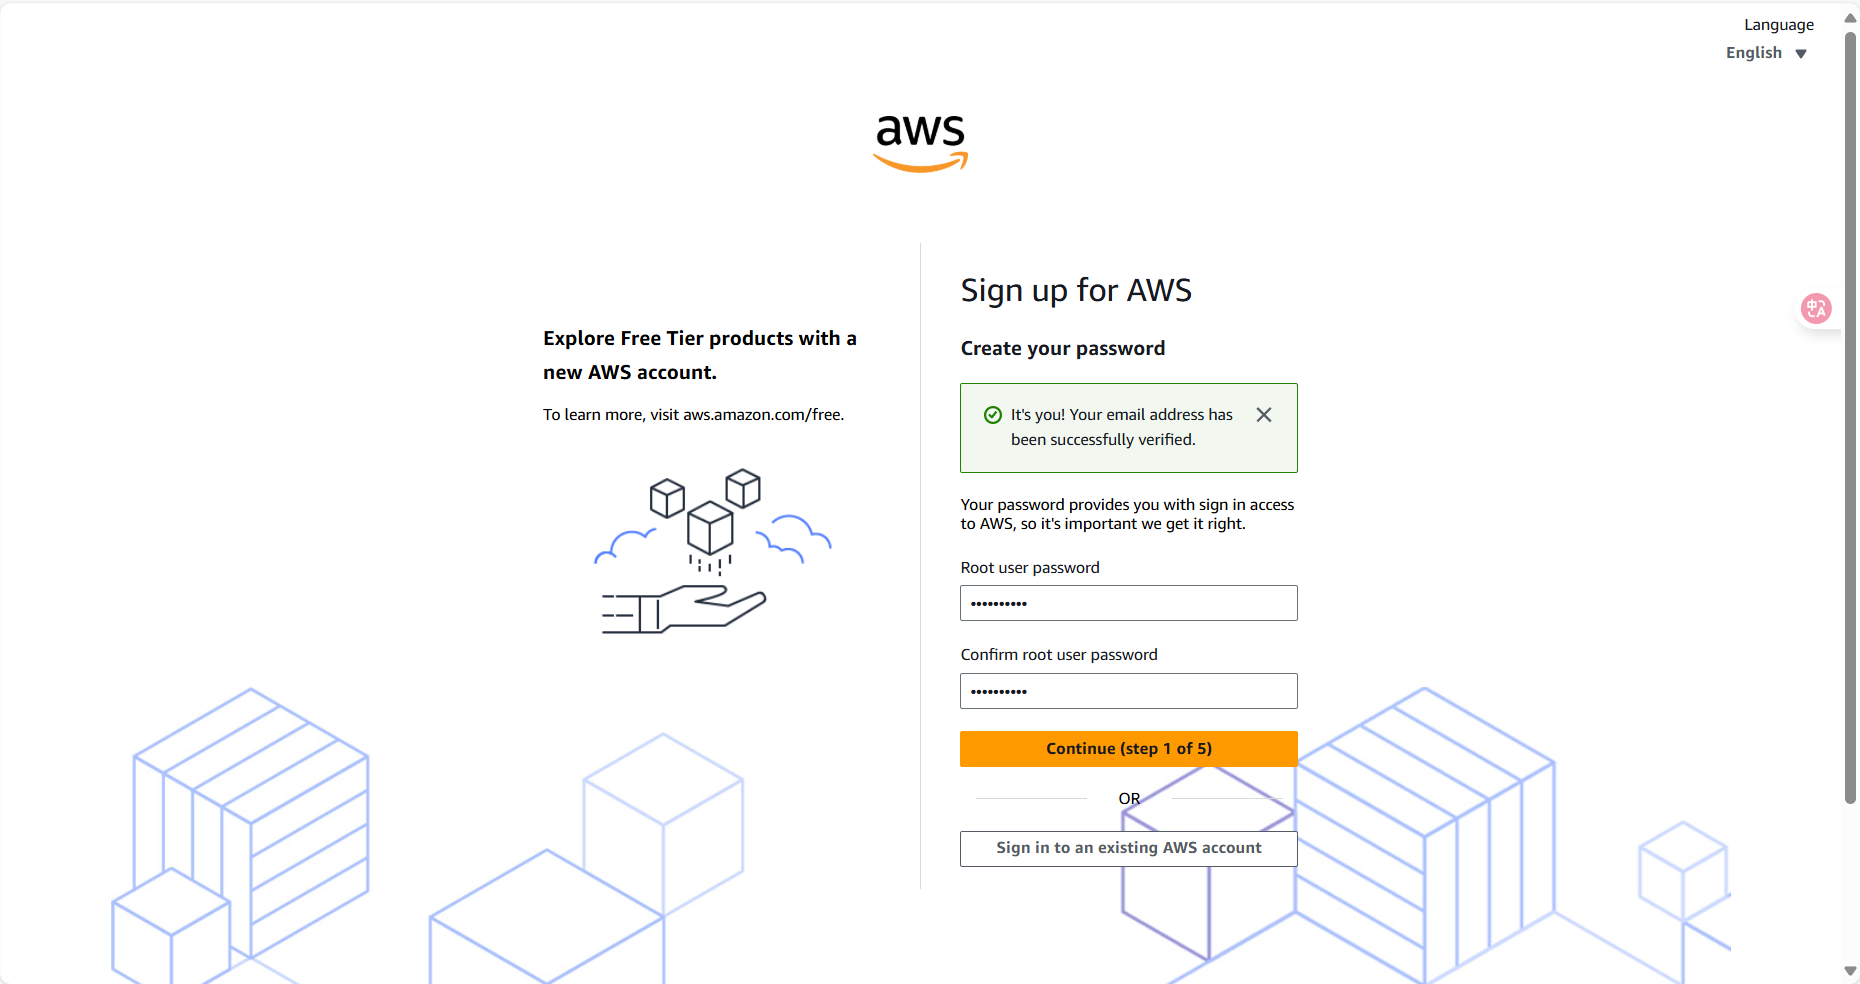 Language
English
aws
Explore Free Tier products with a
new AWS account.
To learn more, visit aws.amazon.com/free.
Sign up for AWS
Create your password
It's you! Your email address has
been successfully verified.
Your password provides you with sign in access
to AWS, so it's important we get it right.
Root user password
••••••••••
Confirm root user password
••••••••••
Continue (step 1 of 5)
OR
Sign in to an existing AWS account
中
A